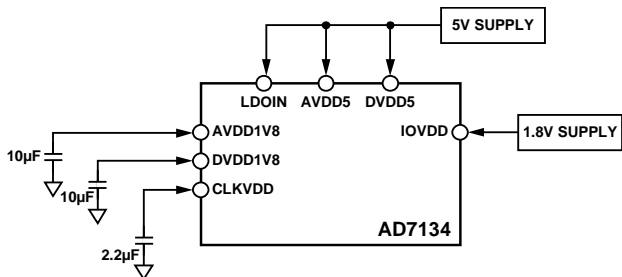 5V SUPPLY
LDOIN AVDD5 DVDD5
AVDD1V8
IOVDD
1.8V SUPPLY
10µF
DVDD1V8
10µF
CLKVDD
2.2µF
AD7134